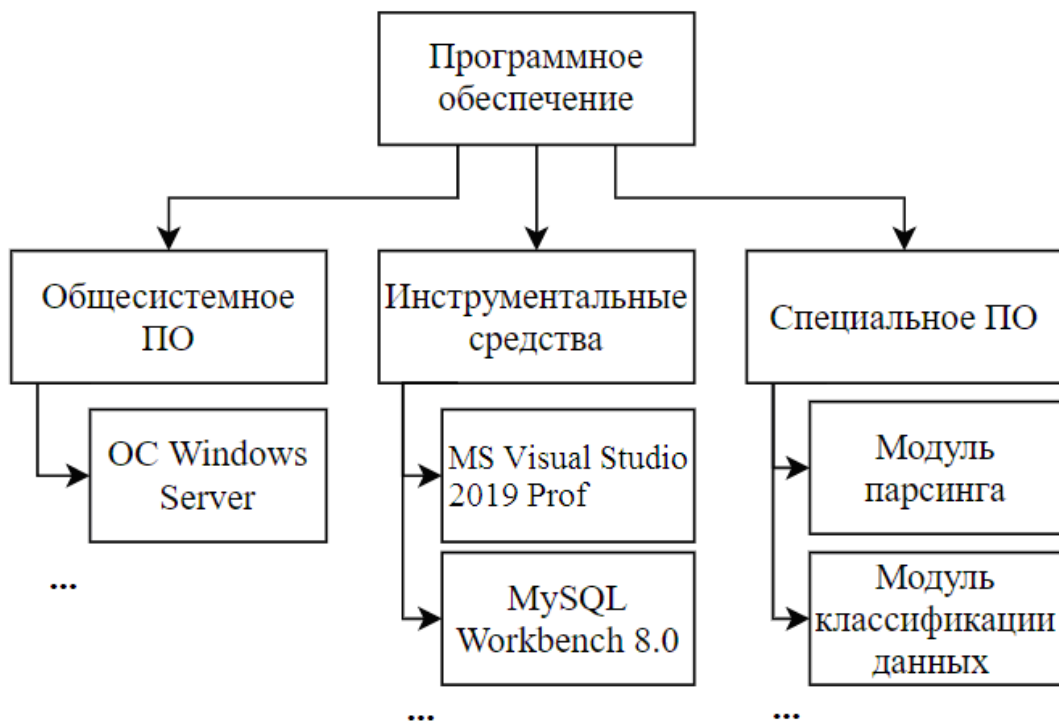 Программное
обеспечение
Общесистемное
ПО
Инструментальные
средства
Специальное ПО
ОС Windows
Server
MS Visual Studio
2019 Prof
Модуль
парсинга
...
MySQL
Workbench 8.0
Модуль
классификации
данных
...
...